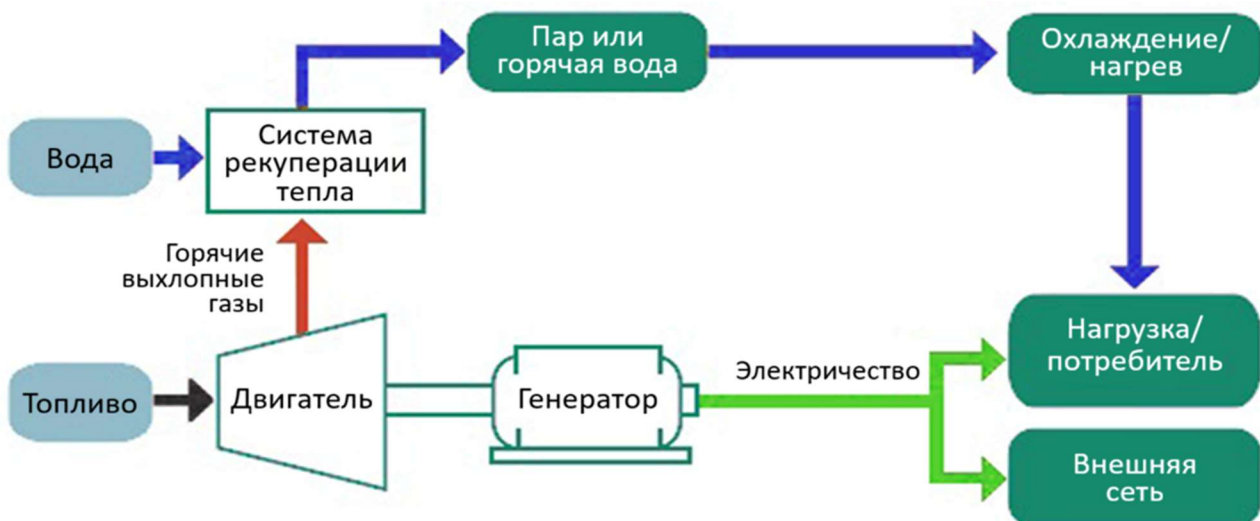 Пар или
горячая вода
Охлаждение/
нагрев
Вода
Система
рекуперации
тепла
Горячие
выхлопные
газы
Топливо
Двигатель
Генератор
Электричество
Нагрузка/
потребитель
Внешняя
сеть